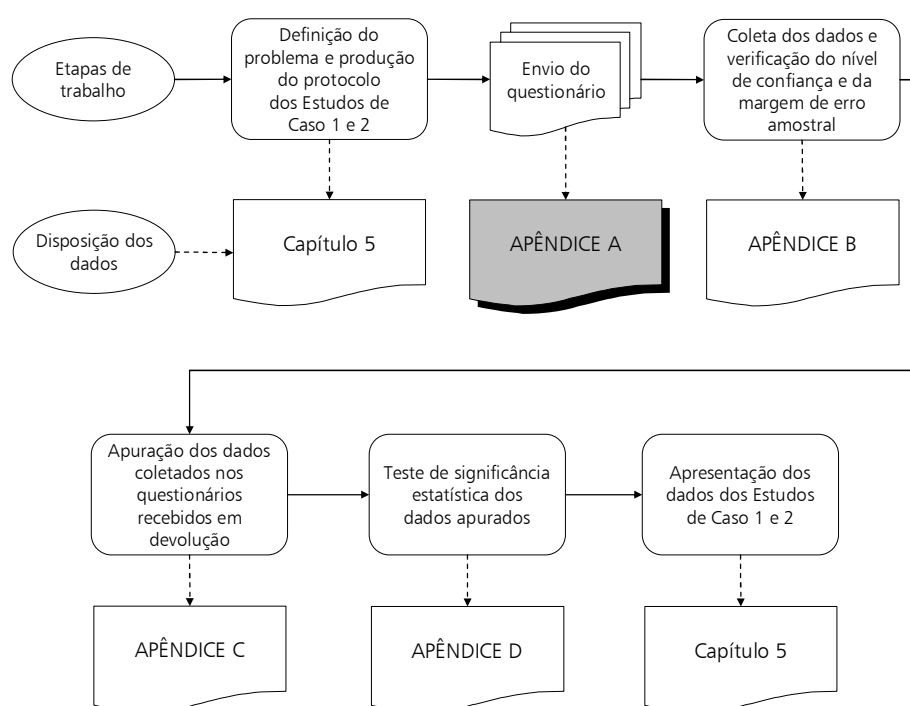 Etapas de
trabalho
Definição do
problema e produção
do protocolo
dos Estudos de
Caso 1 e 2
Envio do
questionário
Coleta dos dados e
verificação do nível
de confiança e da
margem de erro
amostral
Disposição dos
dados
Capítulo 5
APÊNDICE A
APÊNDICE B
Apuração dos dados
coletados nos
questionários
recebidos em
devolução
Teste de significância
estatística dos
dados apurados
Apresentação dos
dados dos Estudos
de Caso 1 e 2
APÊNDICE C
APÊNDICE D
Capítulo 5